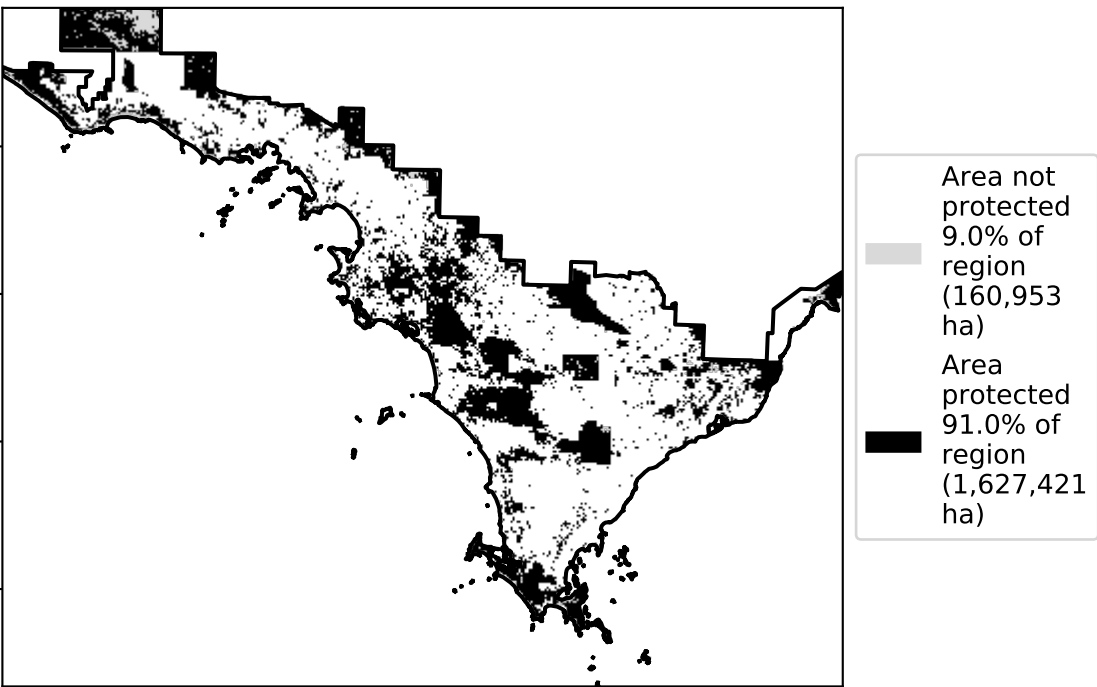 Area not
protected
9.0% of
region
(160,953
ha)
Area
protected
91.0% of
region
(1,627,421
ha)